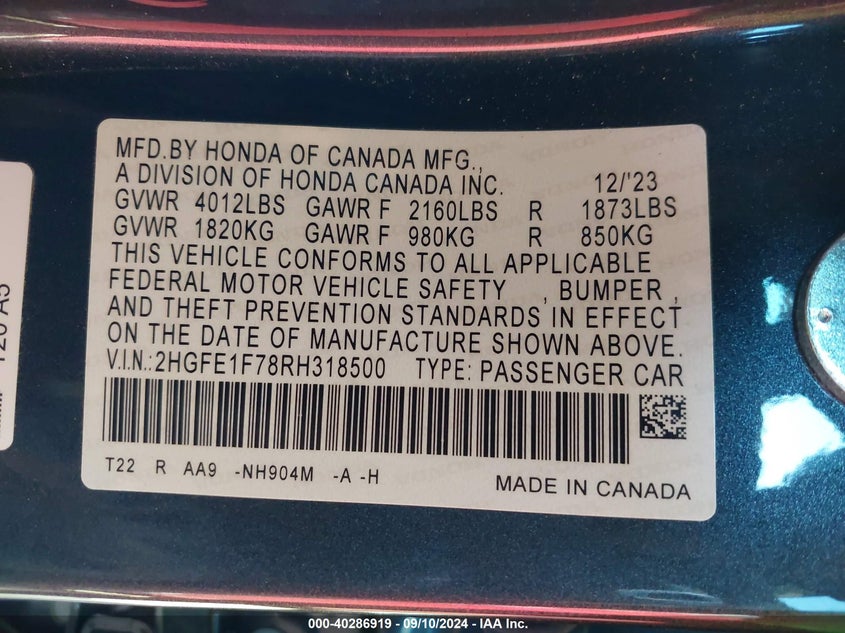 MFD.BY HONDA OF CANADA MFG.,
A DIVISION OF HONDA CANADA INC. 12/'23
GVWR 4012LBS GAWR F 2160LBS R 1873LBS
GVWR 1820KG GAWR F 980KG R 850KG
THIS VEHICLE CONFORMS TO ALL APPLICABLE
FEDERAL MOTOR VEHICLE SAFETY , BUMPER ,
AND THEFT PREVENTION STANDARDS IN EFFECT
ON THE DATE OF MANUFACTURE SHOWN ABOVE.
V.I.N.:2HGFE1F78RH318500 TYPE: PASSENGER CAR
T22 R AA9 -NH904M -A -H
MADE IN CANADA
T20 A5
000-40286919 - 09/10/2024 - IAA Inc.